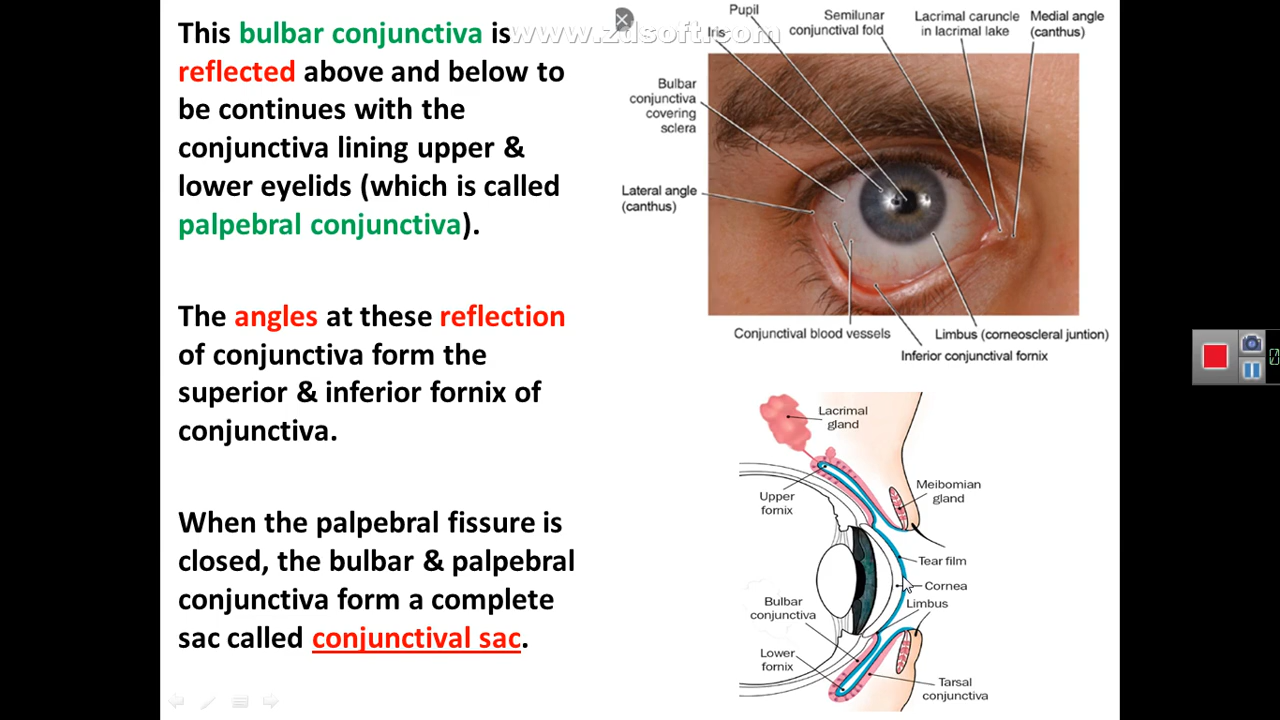 This bulbar conjunctiva is
reflected above and below to
be continues with the
conjunctiva lining upper &
lower eyelids (which is called
palpebral conjunctiva).
The angles at these reflection
of conjunctiva form the
superior & inferior fornix of
conjunctiva.
When the palpebral fissure is
closed, the bulbar & palpebral
conjunctiva form a complete
sac called conjunctival sac.
www.zdsoft.com
Pupil
Iris
Semilunar
conjunctival fold
Lacrimal caruncle
in lacrimal lake
Medial angle
(canthus)
Bulbar
conjunctiva
covering
sclera
Lateral angle
(canthus)
Conjunctival blood vessels
Limbus (corneoscleral juntion)
Inferior conjunctival fornix
Lacrimal
gland
Upper
fornix
Meibomian
gland
Tear film
Cornea
Limbus
Bulbar
conjunctiva
Lower
fornix
Tarsal
conjunctiva